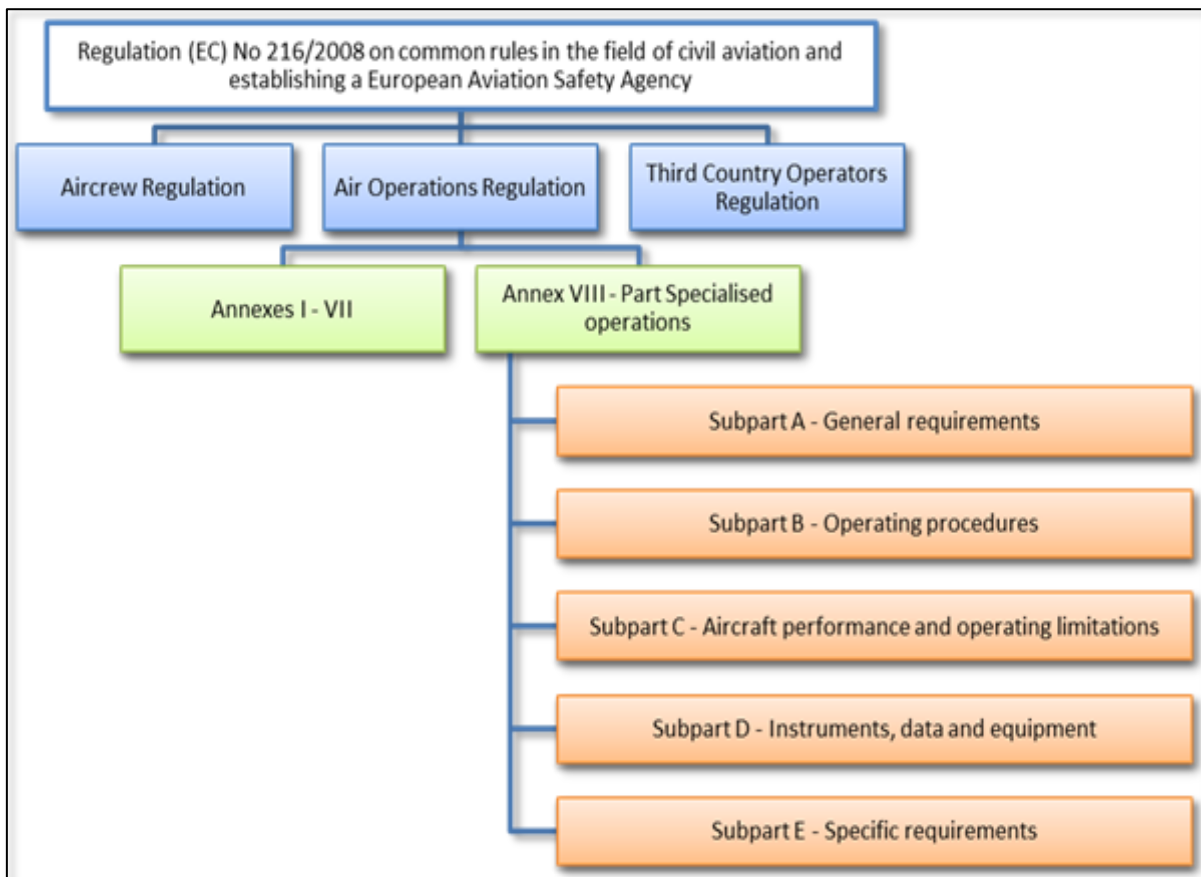 Regulation (EC) No 216/2008 on common rules in the field of civil aviation and
establishing a European Aviation Safety Agency
Aircrew Regulation
Air Operations Regulation
Third Country Operators
Regulation
Annexes I - VII
Annex VIII - Part Specialised
operations
Subpart A - General requirements
Subpart B - Operating procedures
Subpart C - Aircraft performance and operating limitations
Subpart D - Instruments, data and equipment
Subpart E - Specific requirements